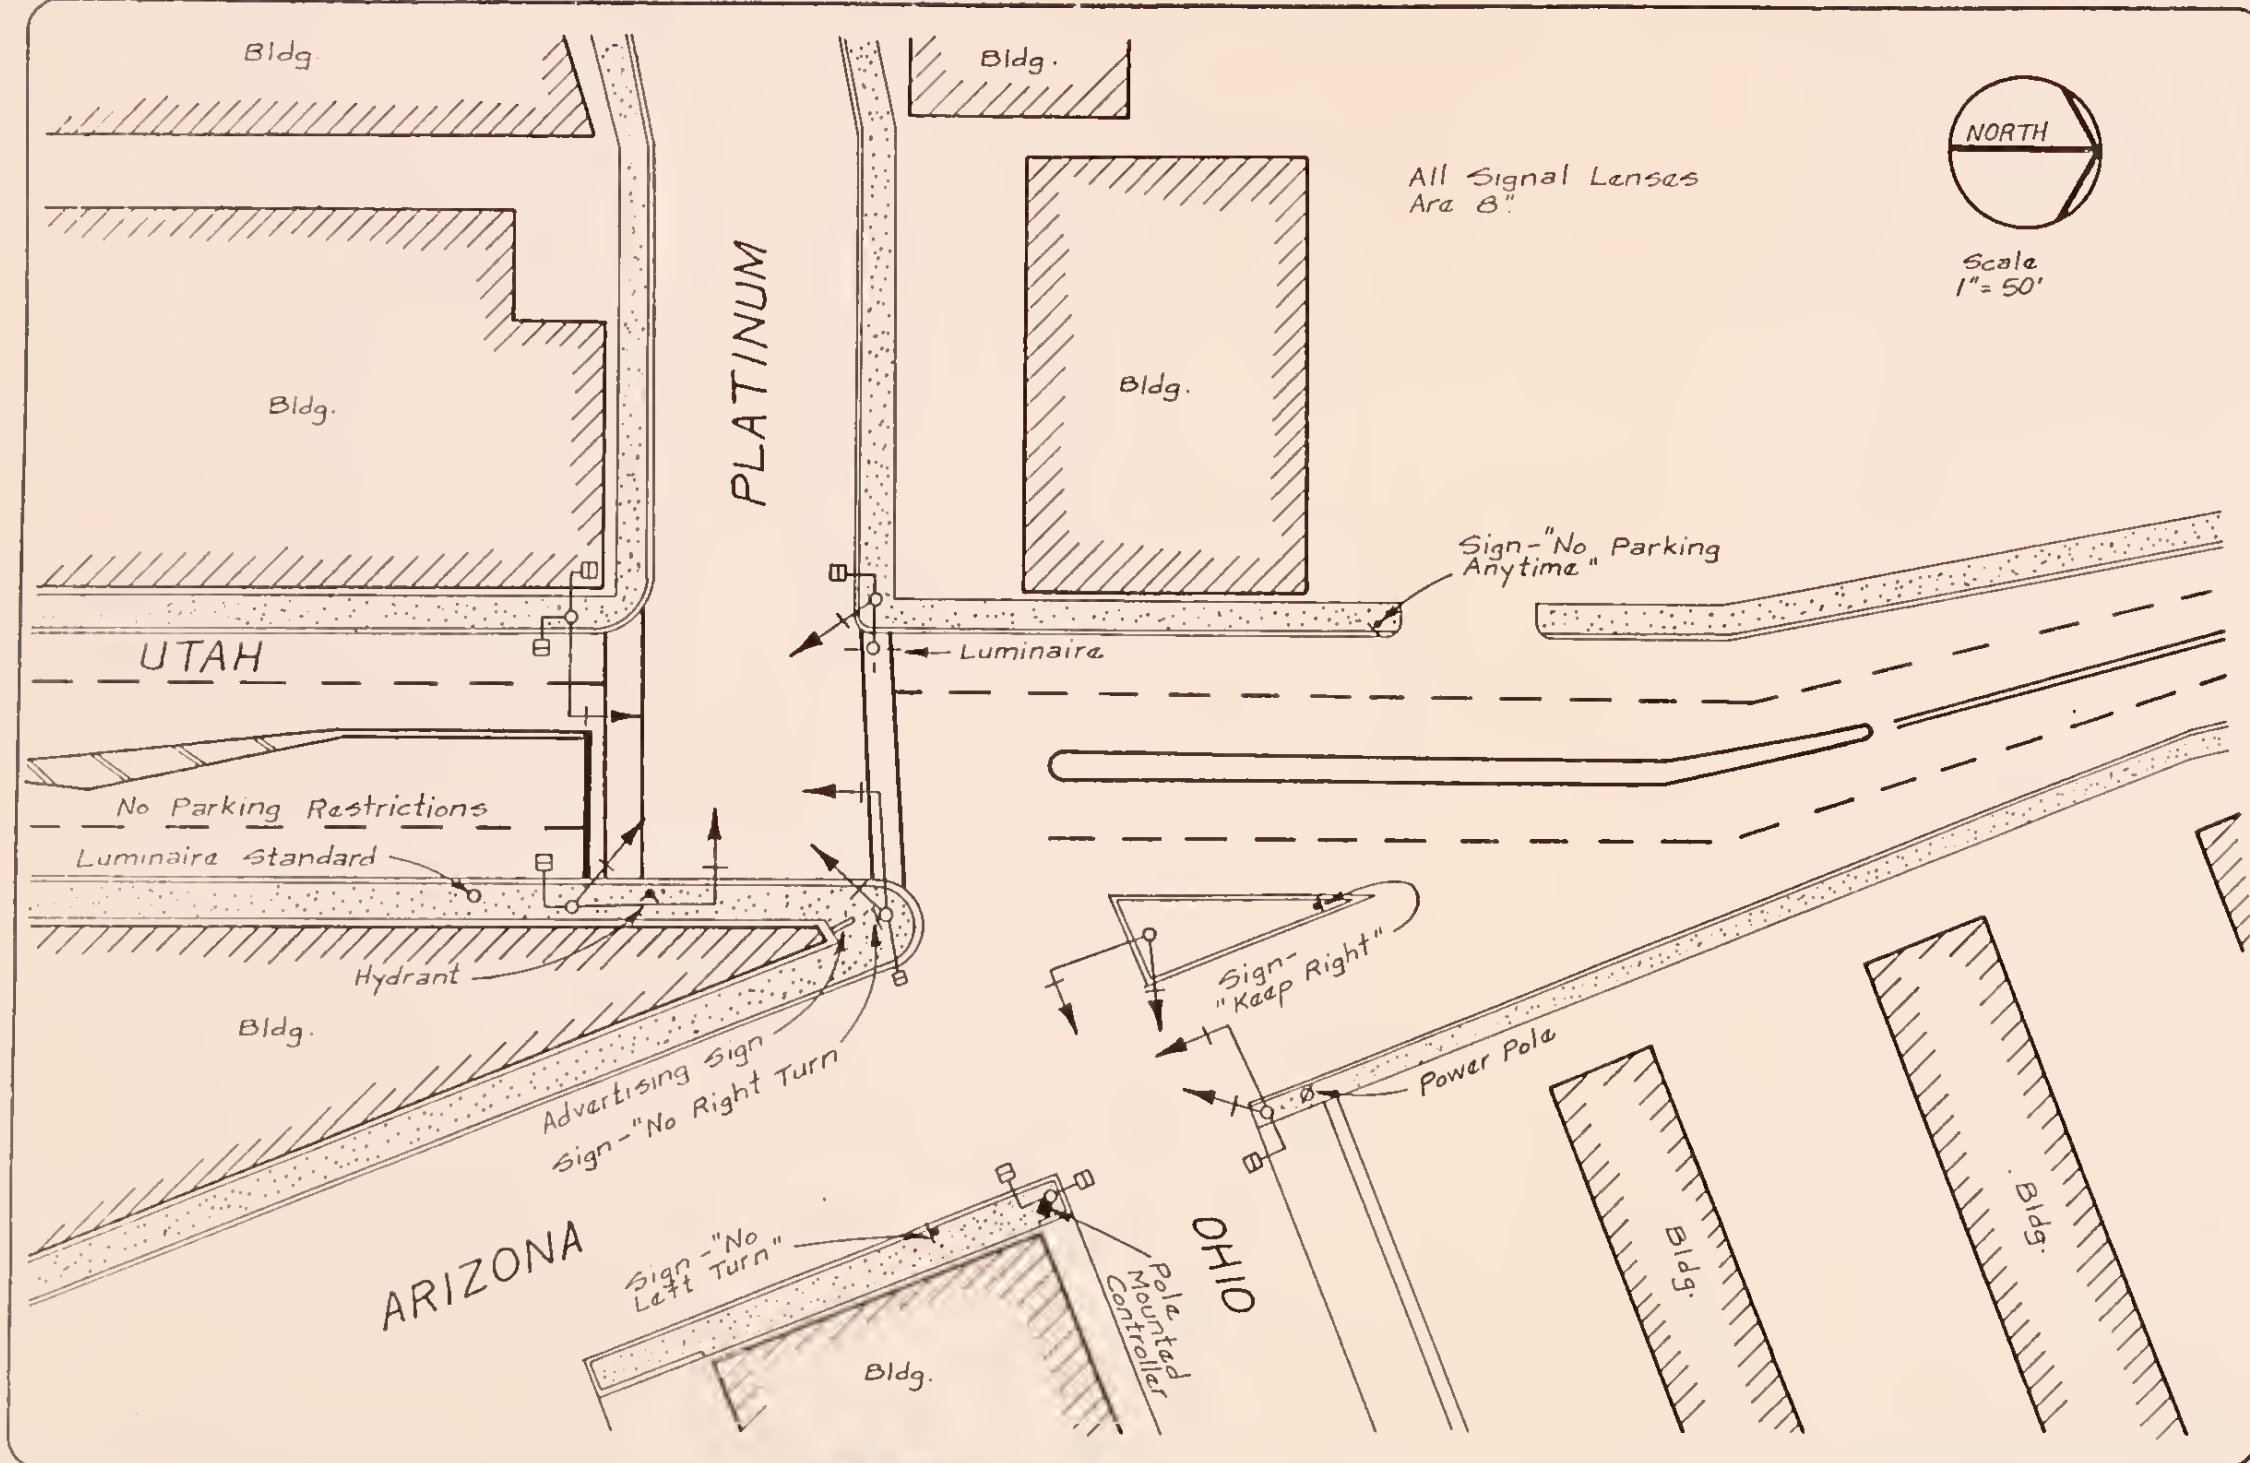 Bldg.
Bldg.
NORTH
All Signal Lenses
Are 8"
Scale
1" = 50'
PLATINUM
Bldg.
Bldg.
Sign-"No Parking
Anytime"
UTAH
Luminaire
No Parking Restrictions
Luminaire Standard
Hydrant
Sign-
"Keep Right"
Bldg.
Advertising Sign
Sign-"No Right Turn
Power Pole
ARIZONA
Sign-"No
Left Turn"
OHIO
Pole
Mounted
Controller
Bldg.
Bldg.
Bldg.